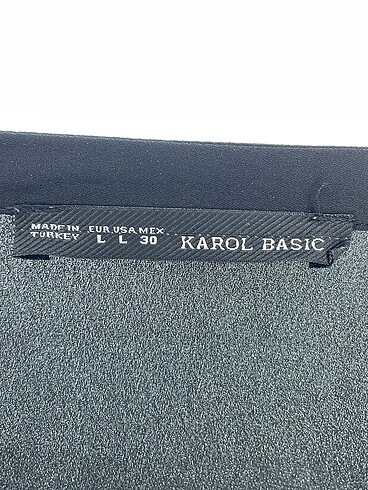 MADE IN EUR. USA. MEX.
TURKEY L L 30 KAROL BASIC